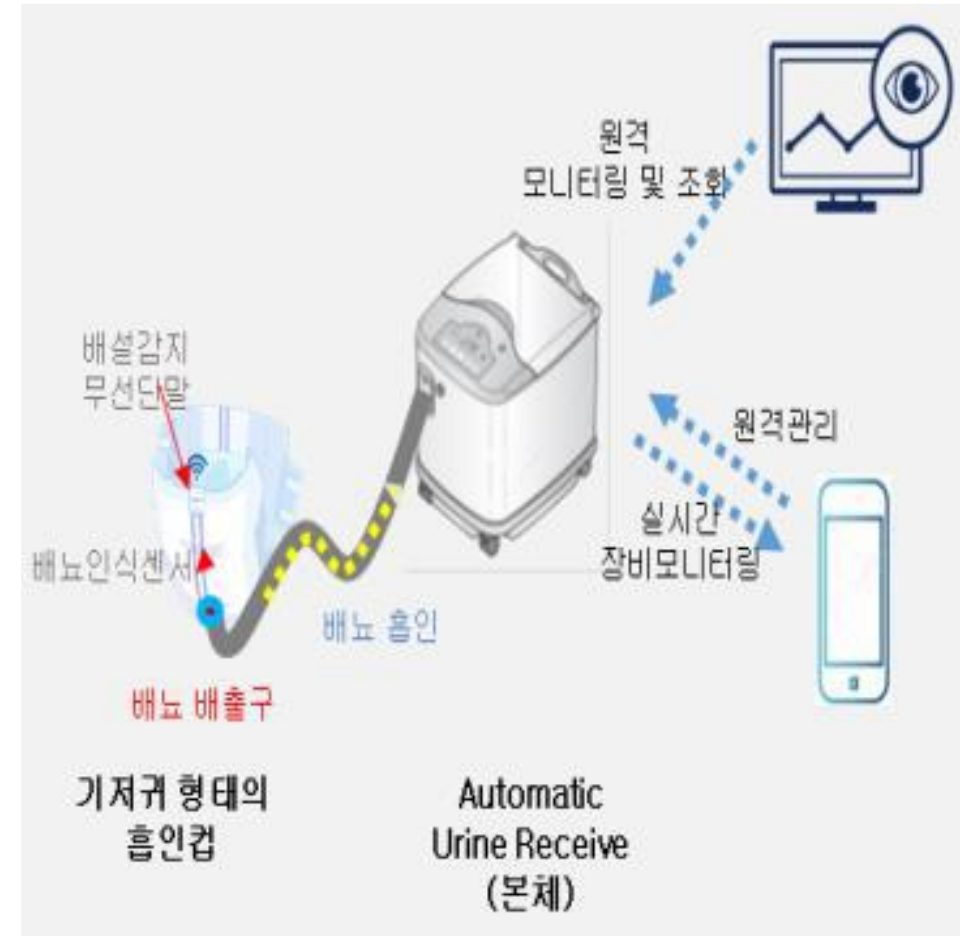 원격
모니터링 및 조회
배설감지
무선단말
원격관리
실시간
장비모니터링
배뇨인식센서
배뇨 흡인
배뇨 배출구
기저귀 형태의
흡인컵
Automatic
Urine Receive
(본체)